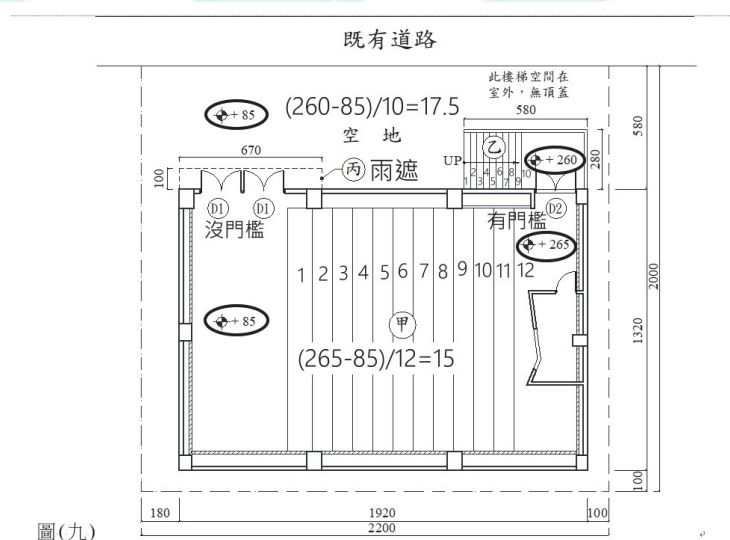 既有道路
此樓梯空間在
室外，無頂蓋
580
+ 85
(260-85)/10=17.5
空 地
670
丙 雨遮
UP
乙
+ 260
280
580
100
1 2 3 4 5 6 7 8 9 10
D1 D1
沒門檻
有門檻
D2
+ 265
1 2 3 4 5 6 7 8 9 10 11 12
+ 85
甲
(265-85)/12=15
1320
2000
100
180
1920
100
2200
圖(九)